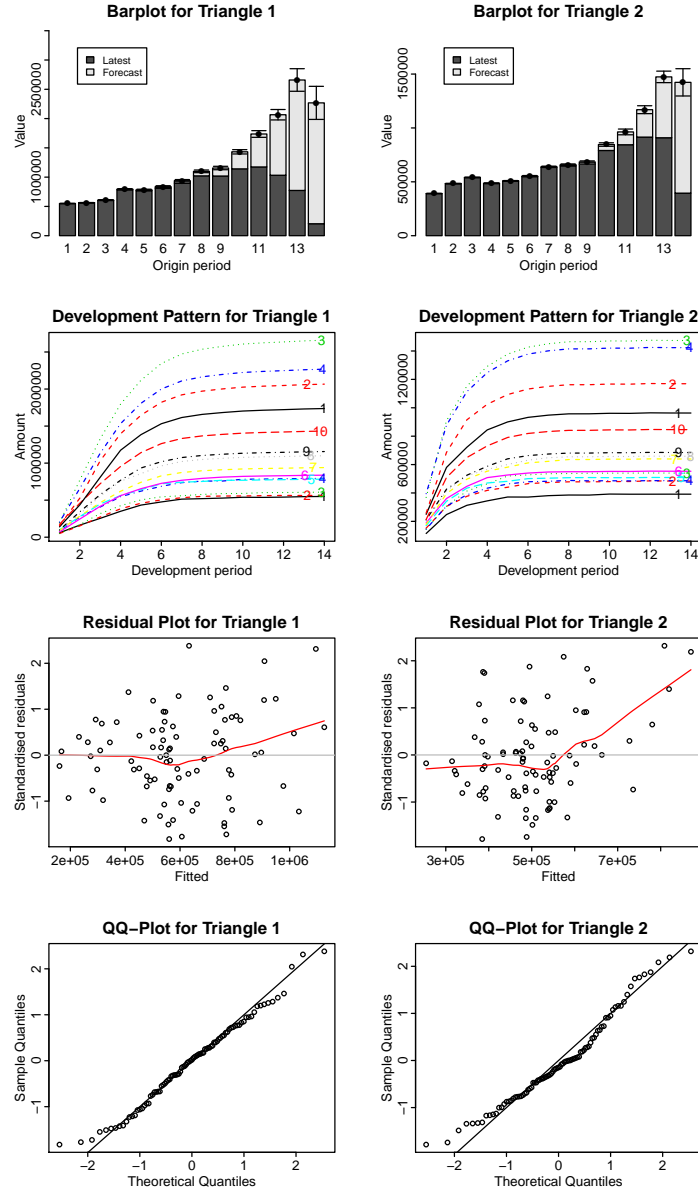 Barplot for Triangle 1
Value
0
1000000
2500000
Latest
Forecast
1 2 3 4 5 6 7 8 9 11 13
Origin period
Barplot for Triangle 2
Value
0
500000
1500000
Latest
Forecast
1 2 3 4 5 6 7 8 9 11 13
Origin period
Development Pattern for Triangle 1
Amount
0
1000000
2000000
3
4
2
1
10
9
6
4
2
1
0 2 4 6 8 10 12 14
Development period
Development Pattern for Triangle 2
Amount
200000
600000
1200000
3
4
2
1
10
9
8
6
2
4
1
2 4 6 8 10 12 14
Development period
Residual Plot for Triangle 1
Standardised residuals
−1 0 1 2
2e+05 4e+05 6e+05 8e+05 1e+06
Fitted
Residual Plot for Triangle 2
Standardised residuals
−1 0 1 2
3e+05 5e+05 7e+05
Fitted
QQ−Plot for Triangle 1
Sample Quantiles
−1 0 1 2
−2 −1 0 1 2
Theoretical Quantiles
QQ−Plot for Triangle 2
Sample Quantiles
−1 0 1 2
−2 −1 0 1 2
Theoretical Quantiles